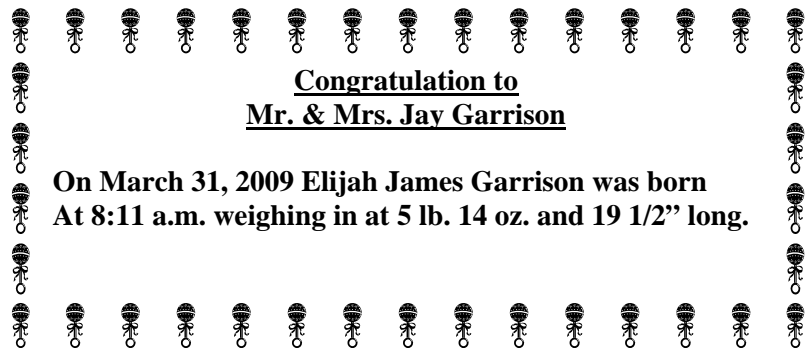 Congratulation to
Mr. & Mrs. Jay Garrison
On March 31, 2009 Elijah James Garrison was born
At 8:11 a.m. weighing in at 5 lb. 14 oz. and 19 1/2” long.